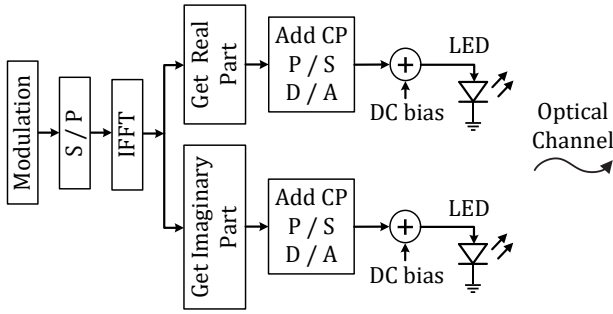 Modulation
S / P
IFFT
Get Real
Part
Add CP
P / S
D / A
+
DC bias
LED
Get Imaginary
Part
Add CP
P / S
D / A
+
DC bias
LED
Optical
Channel